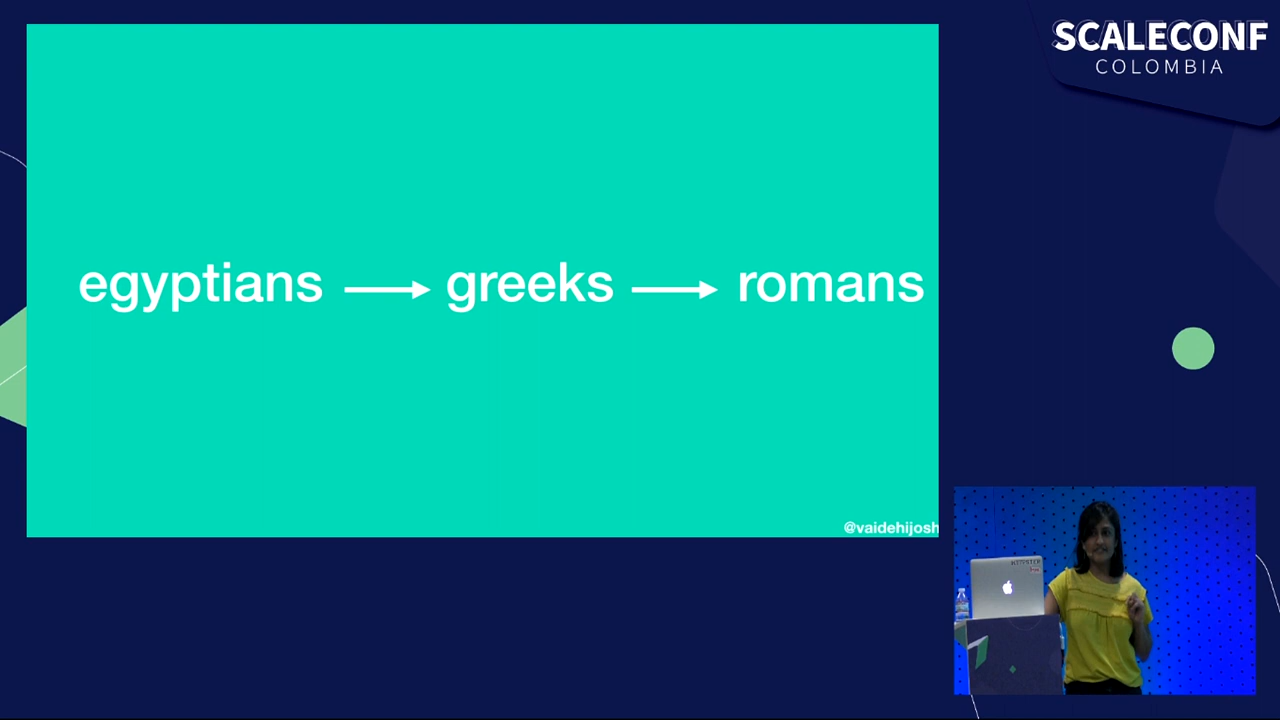 SCALECONF
COLOMBIA
egyptians → greeks → romans
@vaidehijosh